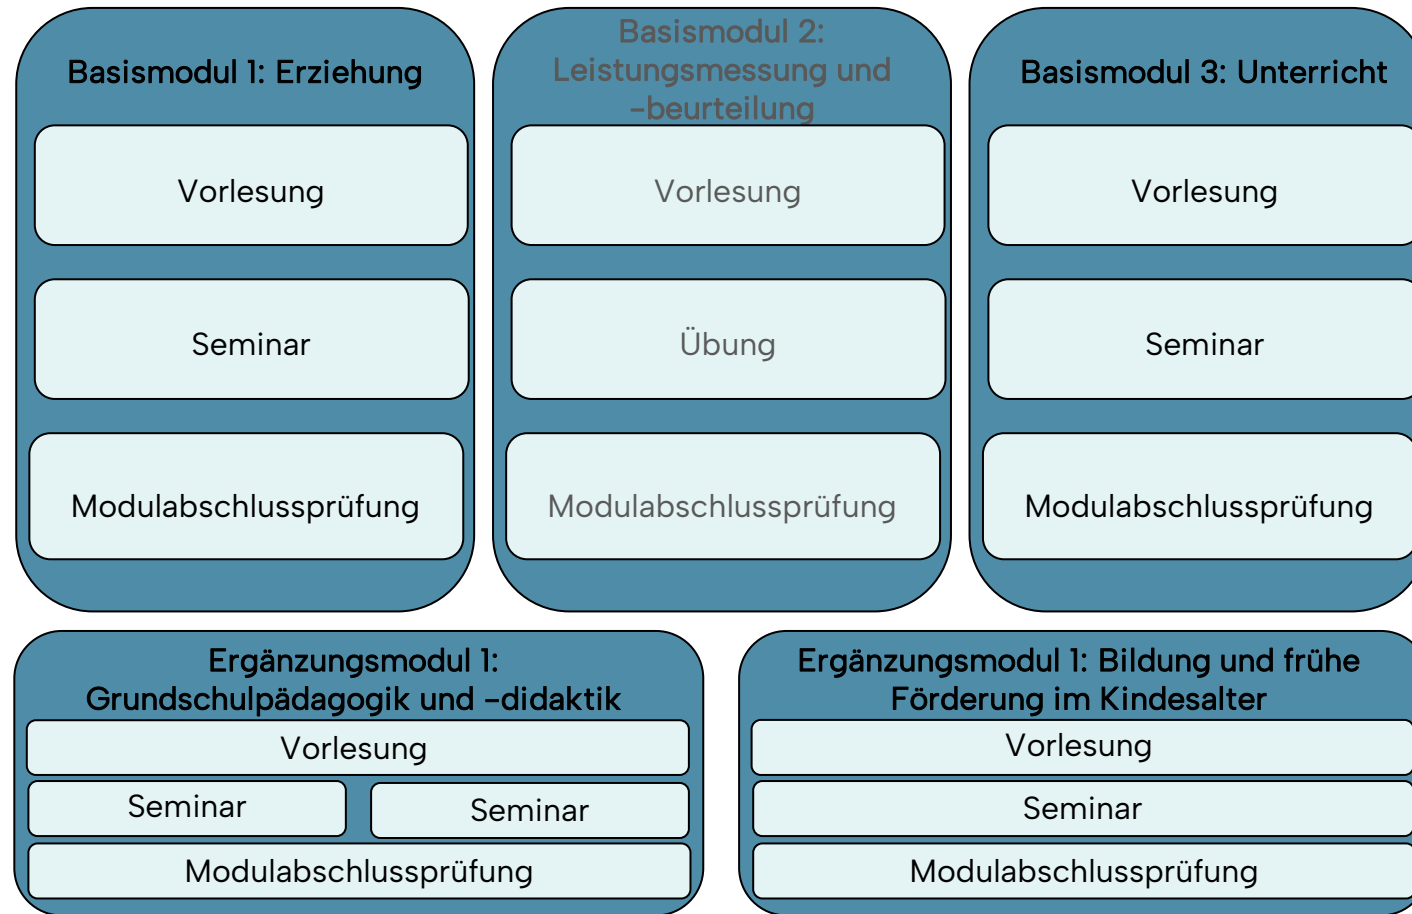 Basismodul 1: Erziehung
Vorlesung
Seminar
Modulabschlussprüfung
Basismodul 2:
Leistungsmessung und
-beurteilung
Vorlesung
Übung
Modulabschlussprüfung
Basismodul 3: Unterricht
Vorlesung
Seminar
Modulabschlussprüfung
Ergänzungsmodul 1:
Grundschulpädagogik und -didaktik
Vorlesung
Seminar
Seminar
Modulabschlussprüfung
Ergänzungsmodul 1: Bildung und frühe
Förderung im Kindesalter
Vorlesung
Seminar
Modulabschlussprüfung